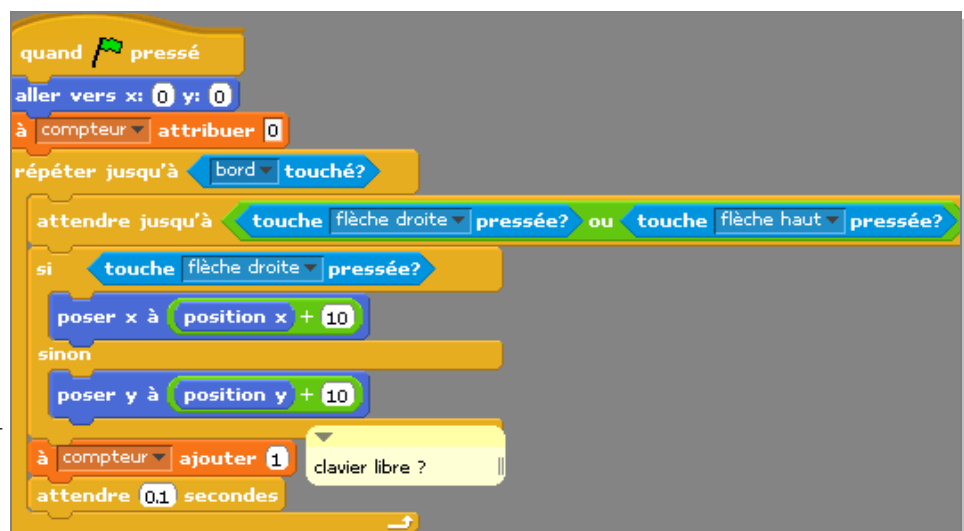 quand pressé
aller vers x: 0 y: 0
à compteur attribuer 0
répéter jusqu'à bord touché?
attendre jusqu'à touche flèche droite pressée? ou touche flèche haut pressée?
si touche flèche droite pressée?
poser x à position x + 10
sinon
poser y à position y + 10
à compteur ajouter 1
clavier libre ?
attendre 0.1 secondes